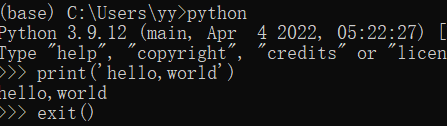 (base) C:\Users\yy>python
Python 3.9.12 (main, Apr  4 2022, 05:22:27) [
Type "help", "copyright", "credits" or "licen
>>> print('hello,world')
hello,world
>>> exit()